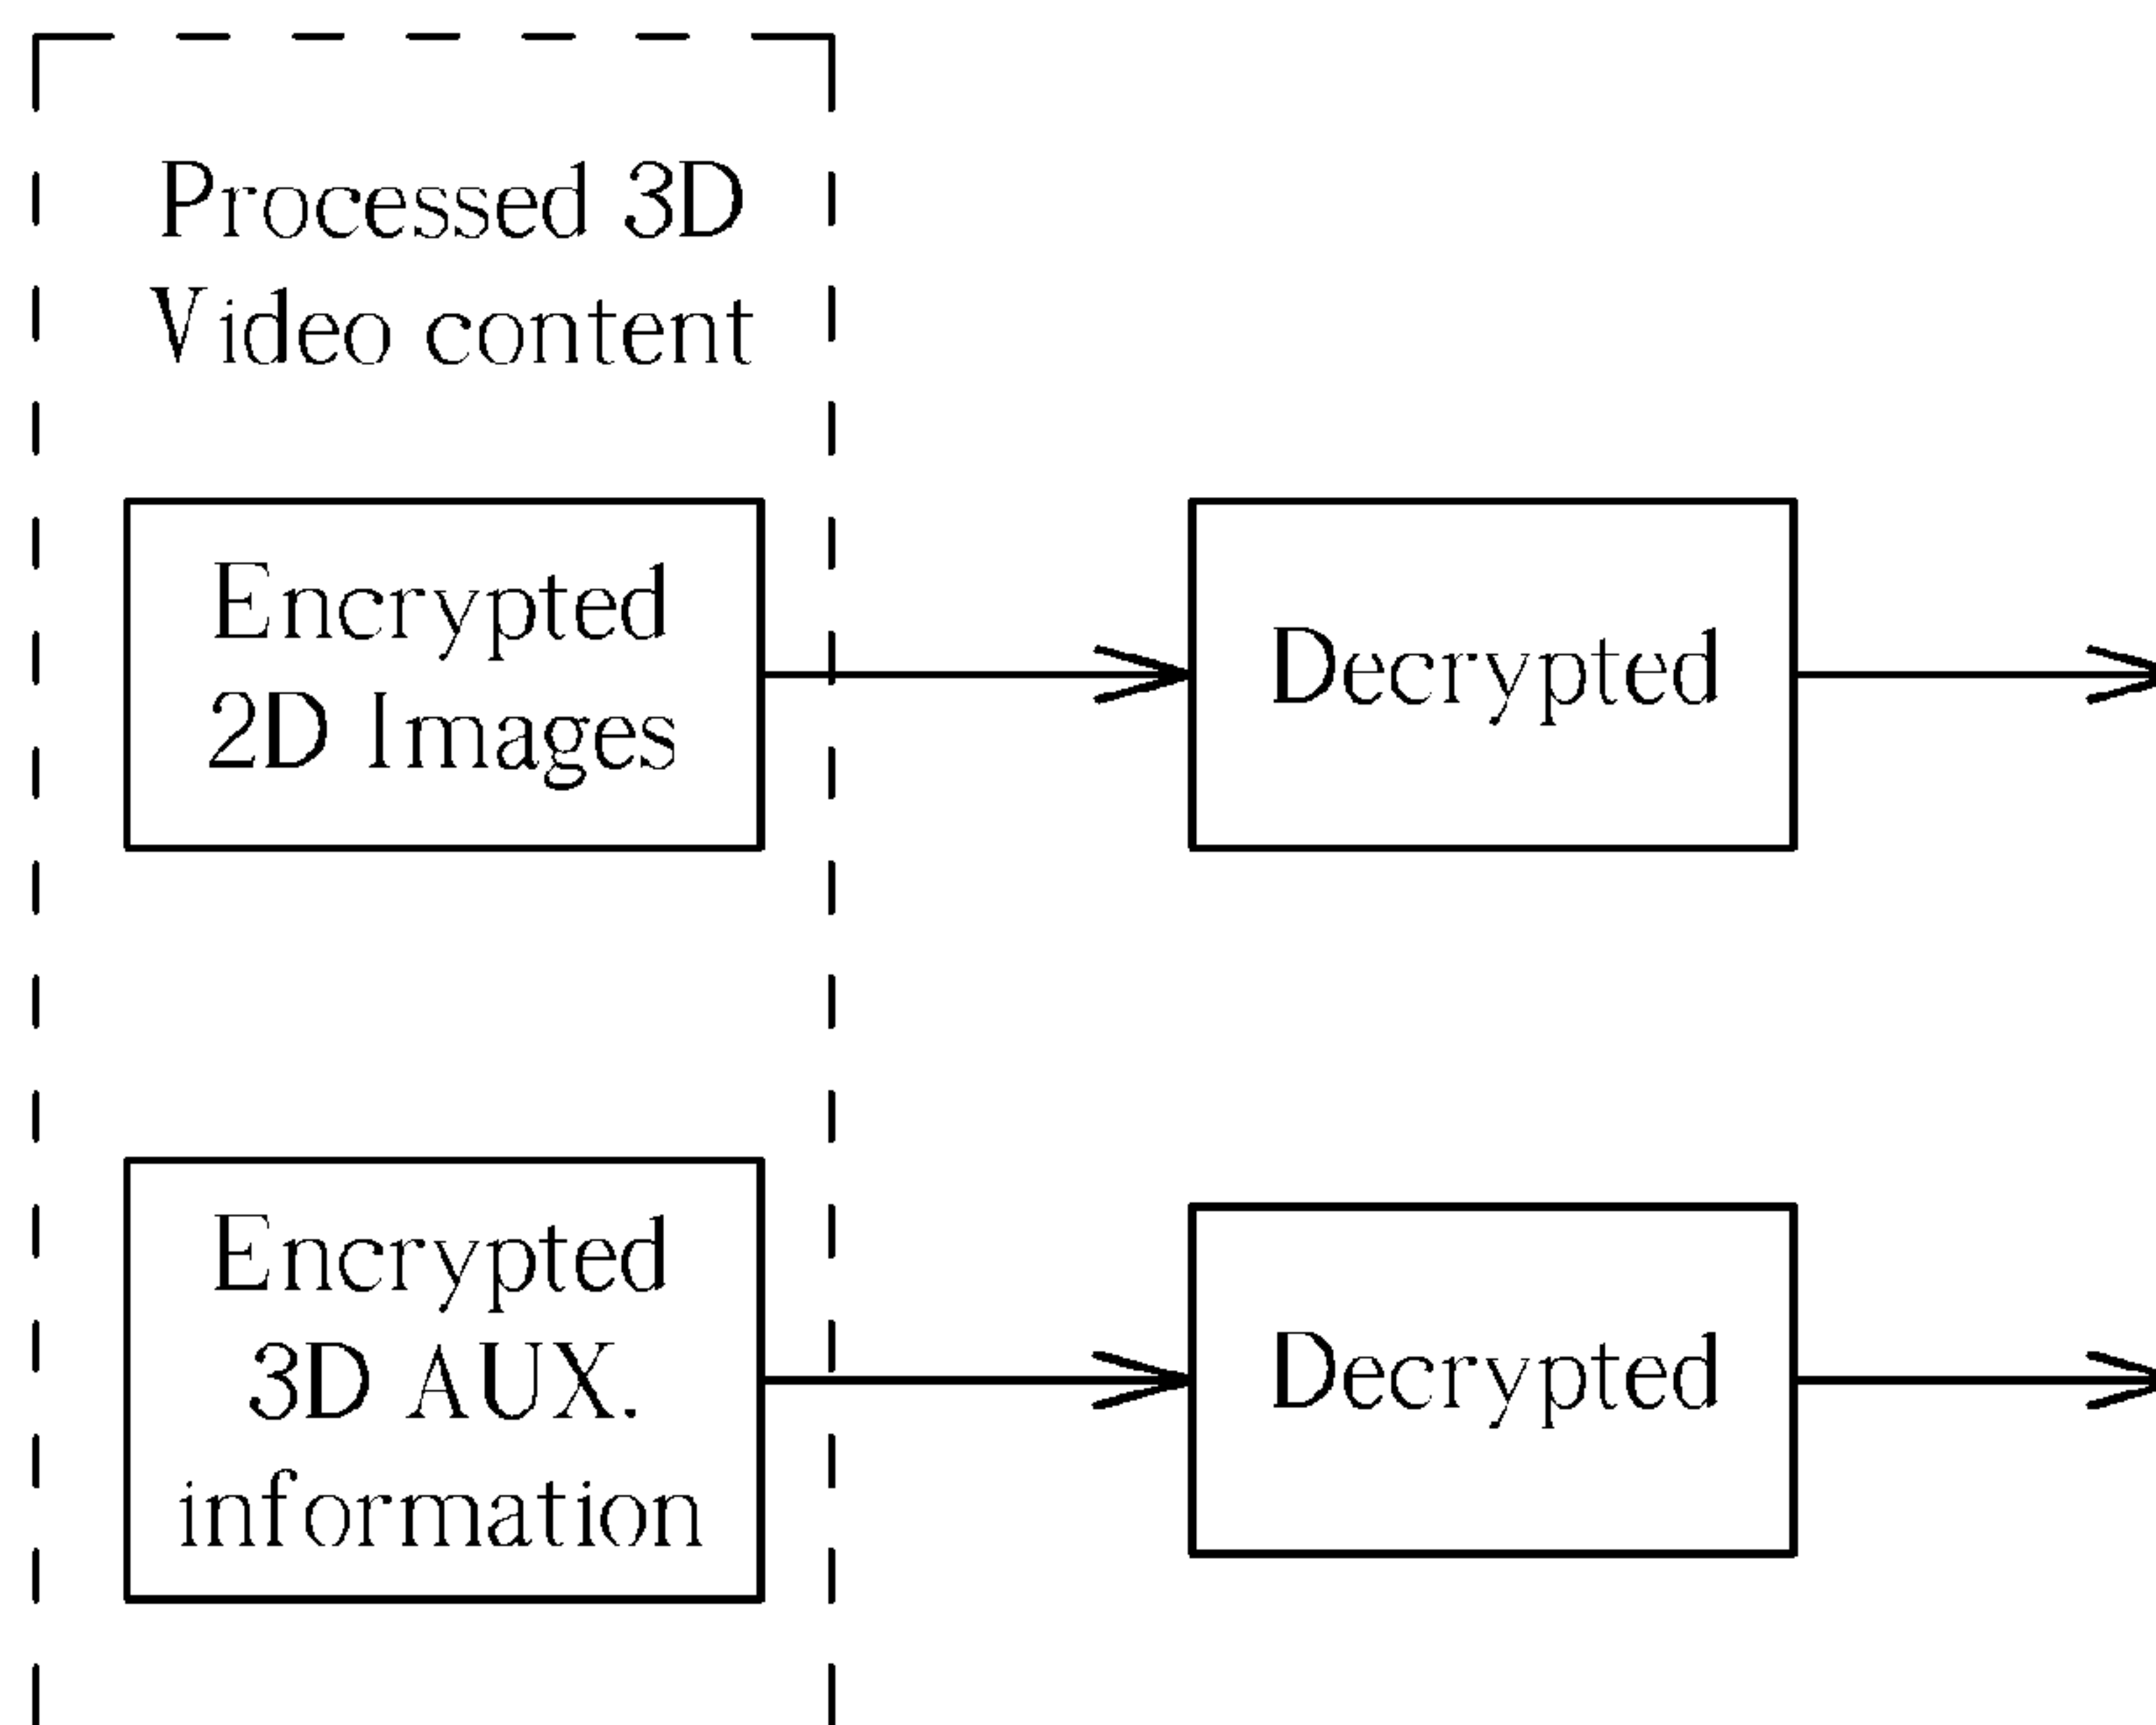 Processed 3D
Video content
Encrypted
2D Images
Decrypted
Encrypted
3D AUX.
information
Decrypted